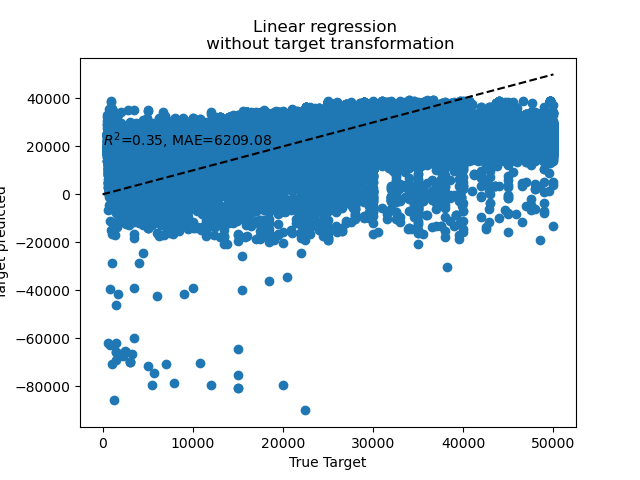 Linear regression
without target transformation
40000
20000
0
−20000
−40000
−60000
−80000
R²=0.35, MAE=6209.08
0
10000
20000
30000
40000
50000
True Target
predicted